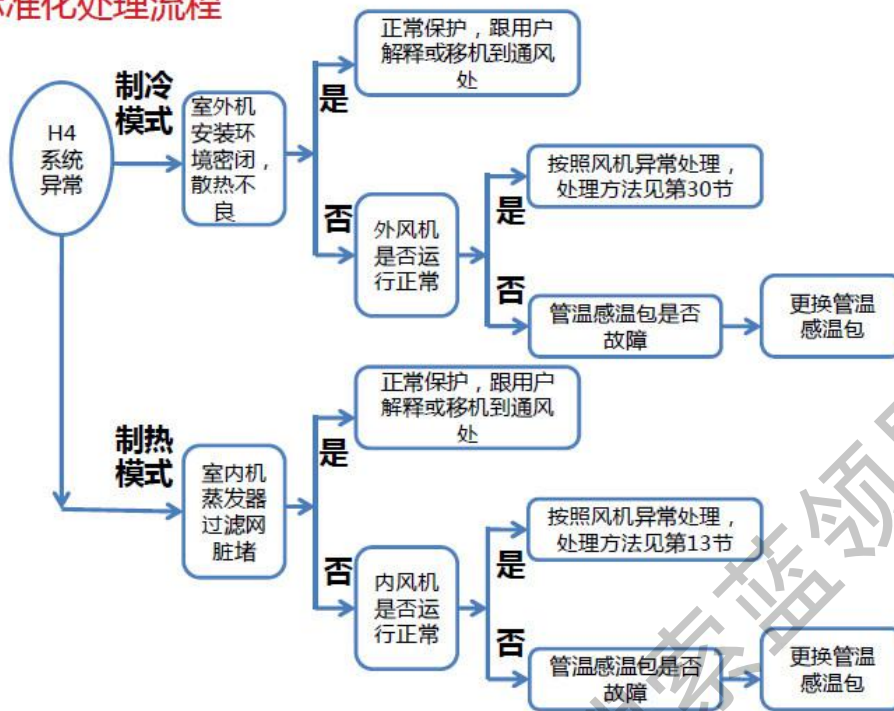 标准化处理流程
正常保护，跟用户
解释或移机到通风
处
制冷
模式
是
H4
系统
异常
室外机
安装环
境密闭，
散热不
良
按照风机异常处理，
处理方法见第30节
否
外风机
是否运
行正常
是
否
管温感温包是否
故障
更换管温
感温包
正常保护，跟用户
解释或移机到通风
处
制热
模式
是
室内机
蒸发器
过滤网
脏堵
按照风机异常处理，
处理方法见第13节
否
内风机
是否运
行正常
是
否
管温感温包是否
故障
更换管温
感温包
索蓝领